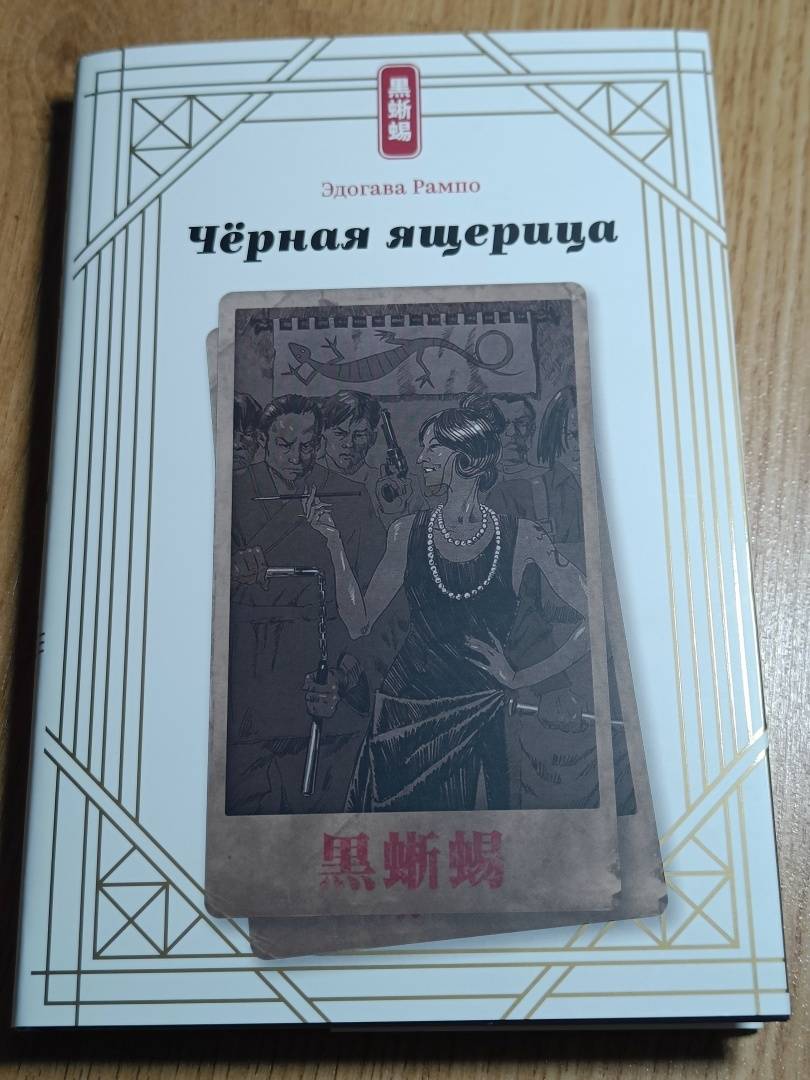 黒蜥蜴
Эдогава Рампо
Чёрная ящерица
黒蜥蜴